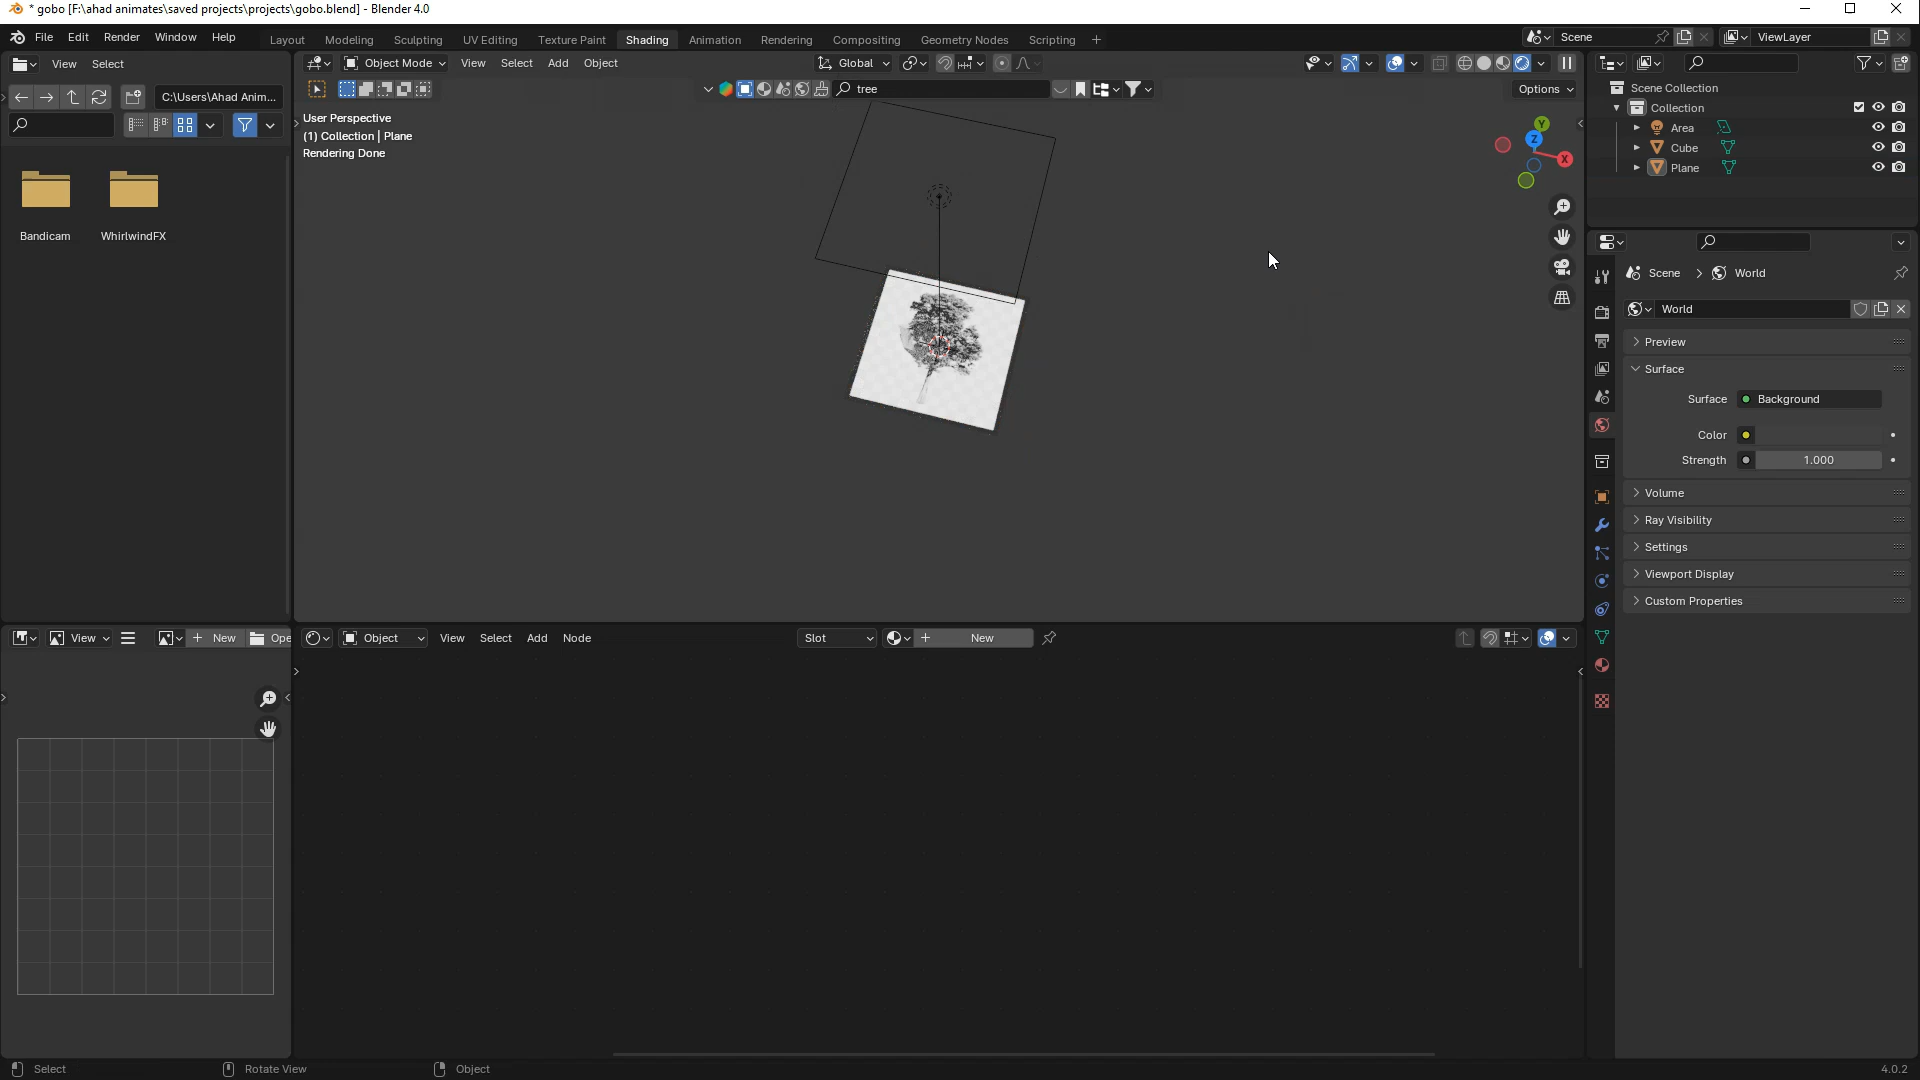 * gobo [F:\ahad animates\saved projects\projects\gobo.blend] - Blender 4.0
File Edit Render Window Help
Layout Modeling Sculpting UV Editing Texture Paint Shading Animation Rendering Compositing Geometry Nodes Scripting +
Scene
ViewLayer
View Select
Object Mode View Select Add Object
Global
C:\Users\Ahad Anim...
tree
Options
User Perspective
(1) Collection | Plane
Rendering Done
Y
Z
X
Bandicam
WhirlwindFX
Scene Collection
Collection
Area
Cube
Plane
Scene > World
World
Preview
Surface
Surface Background
Color
Strength 1.000
Volume
Ray Visibility
Settings
Viewport Display
Custom Properties
View + New Ope
Object View Select Add Node
Slot
+ New
Select
Rotate View
Object
4.0.2